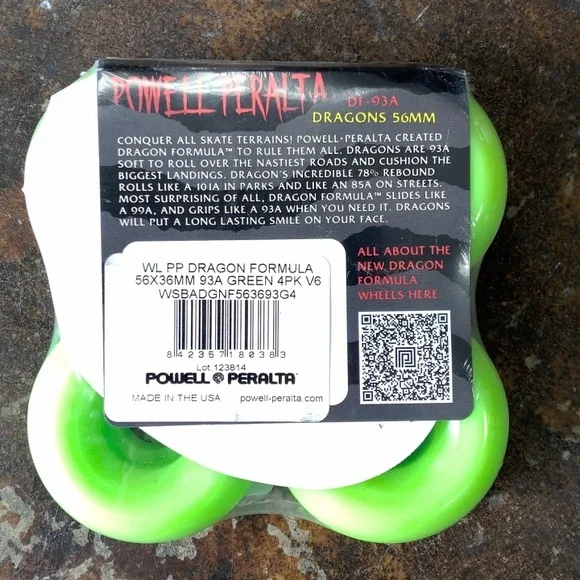 POWELL PERALTA
DF-93A
DRAGONS 56MM
CONQUER ALL SKATE TERRAINS! POWELL•PERALTA CREATED
DRAGON FORMULA™ TO RULE THEM ALL. DRAGONS ARE 93A
SOFT TO ROLL OVER THE NASTIEST ROADS AND CUSHION THE
BIGGEST LANDINGS. DRAGON'S INCREDIBLE 78% REBOUND
ROLLS LIKE A 101A IN PARKS AND LIKE AN 85A ON STREETS.
MOST SURPRISING OF ALL, DRAGON FORMULA™ SLIDES LIKE
A 99A, AND GRIPS LIKE A 93A WHEN YOU NEED IT. DRAGONS
WILL PUT A LONG LASTING SMILE ON YOUR FACE.
WL PP DRAGON FORMULA
56X36MM 93A GREEN 4PK V6
WSBADGNF563693G4
842357180383
Lot:123814
POWELL PERALTA
MADE IN THE USA powell-peralta.com
ALL ABOUT THE
NEW DRAGON
FORMULA
WHEELS HERE